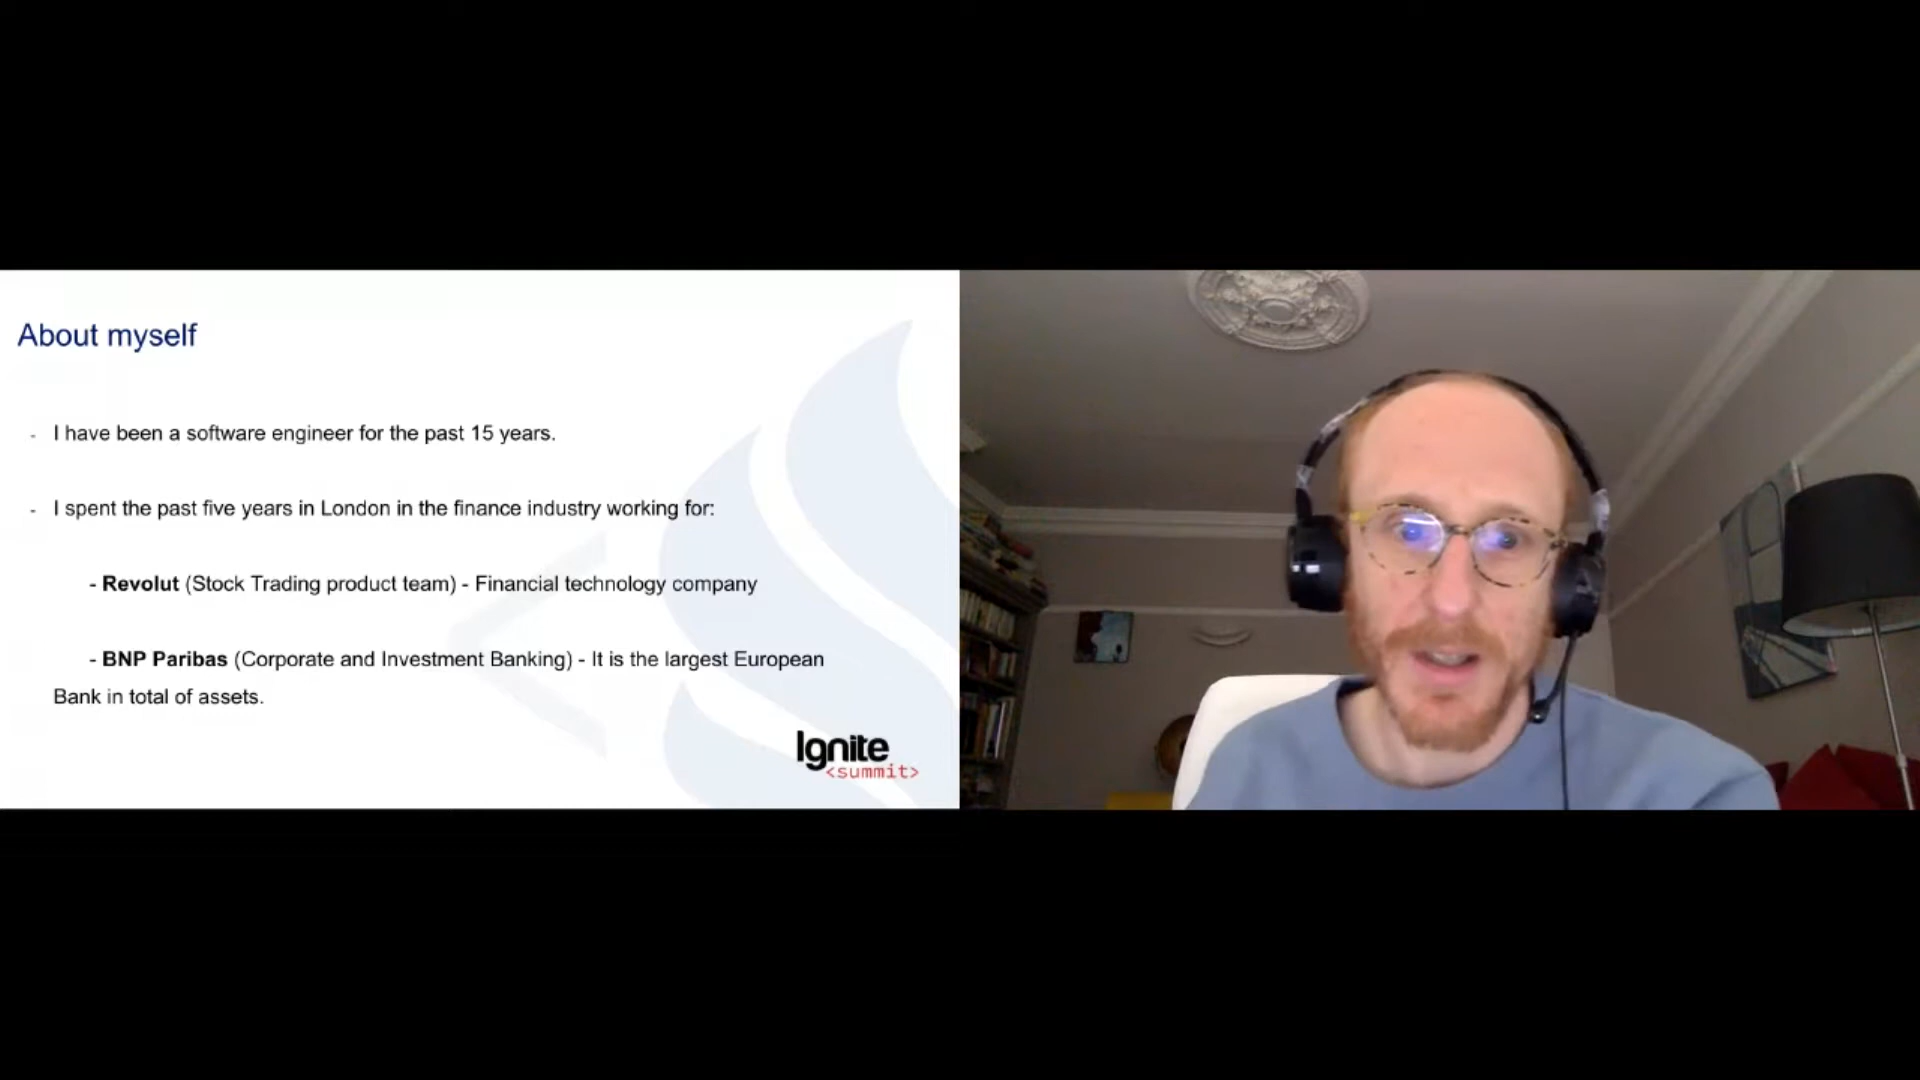 About myself
- I have been a software engineer for the past 15 years.
- I spent the past five years in London in the finance industry working for:
- Revolut (Stock Trading product team) - Financial technology company
- BNP Paribas (Corporate and Investment Banking) - It is the largest European
Bank in total of assets.
Ignite
<summit>